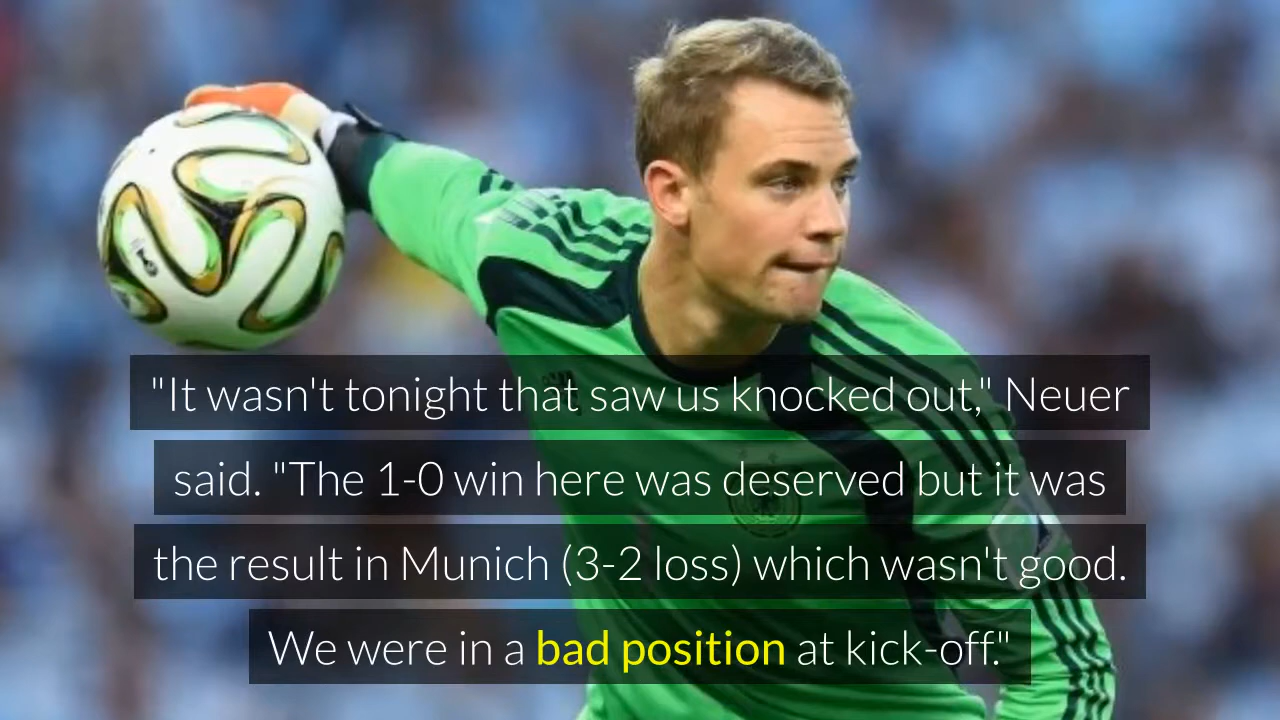 "It wasn't tonight that saw us knocked out," Neuer
said. "The 1-0 win here was deserved but it was
the result in Munich (3-2 loss) which wasn't good.
We were in a bad position at kick-off."